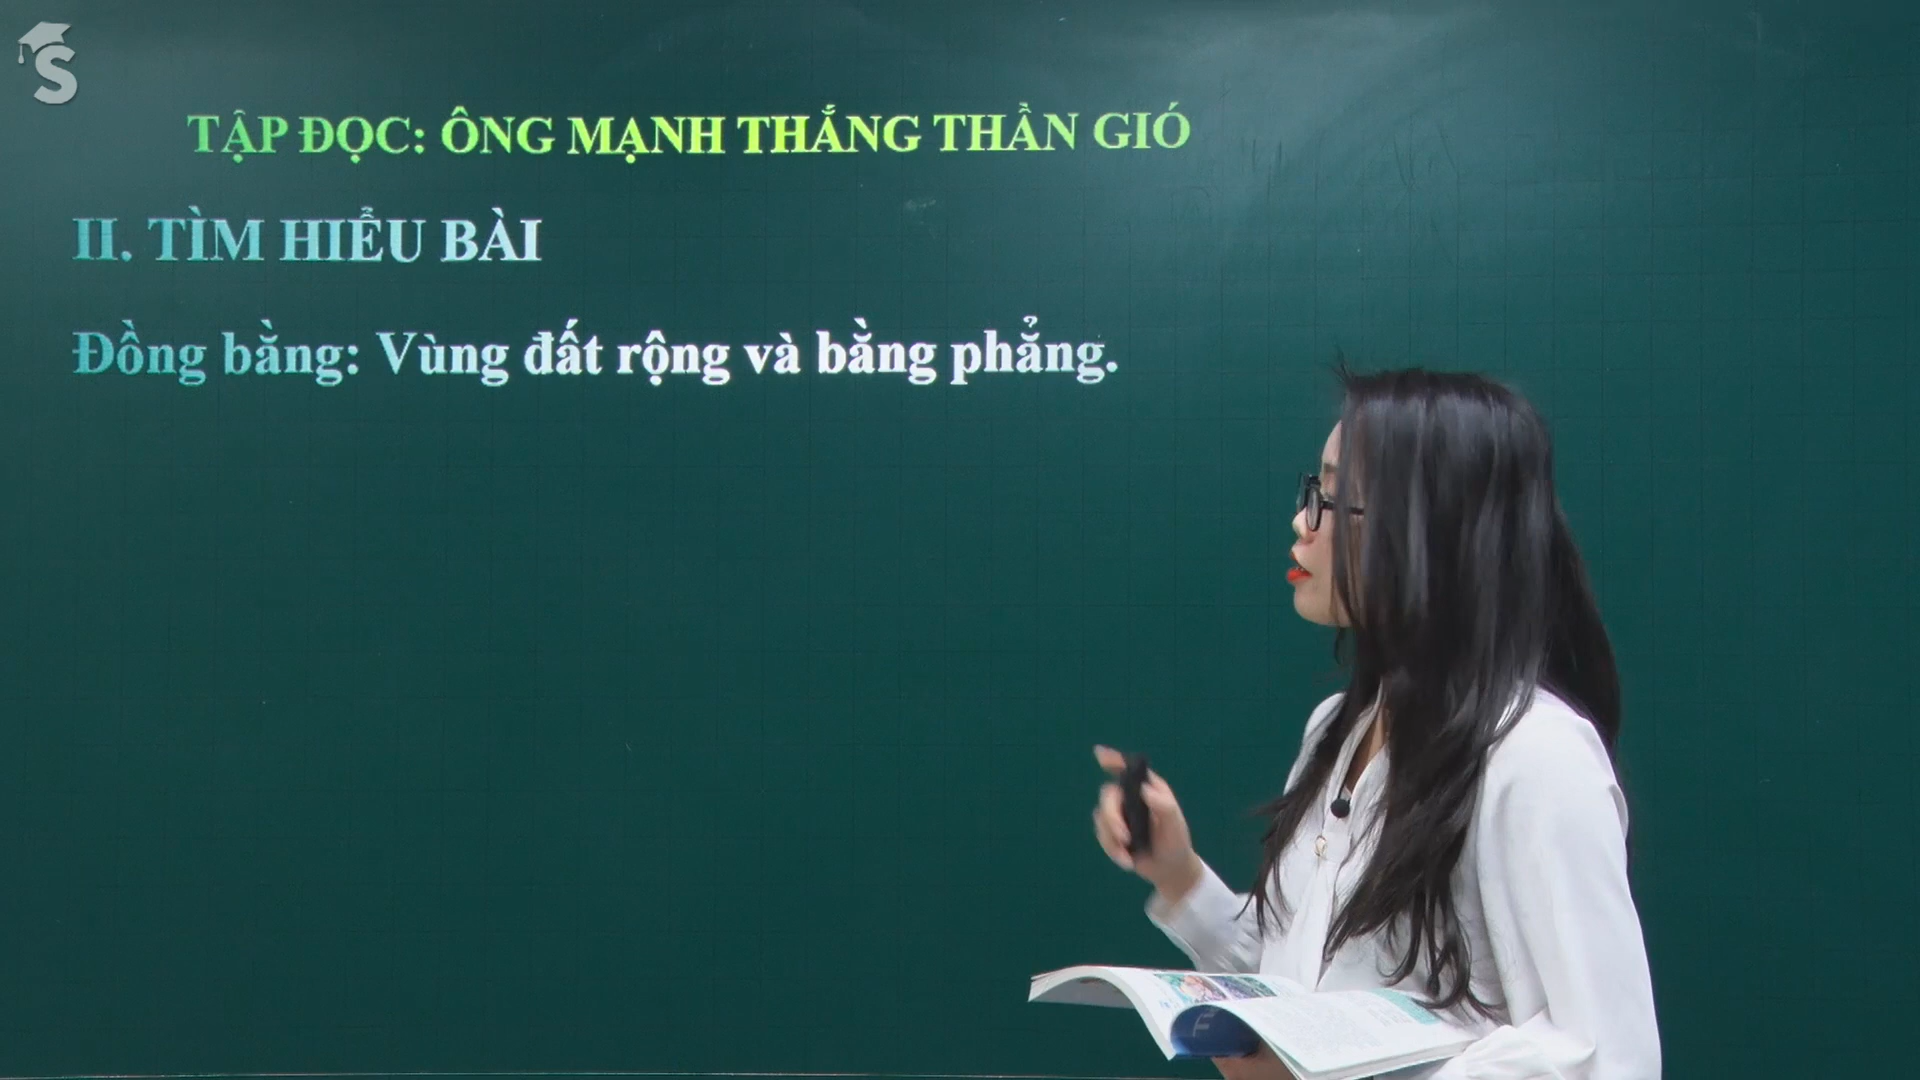 S
TẬP ĐỌC: ÔNG MẠNH THẮNG THẦN GIÓ
II. TÌM HIỂU BÀI
Đồng bằng: Vùng đất rộng và bằng phẳng.